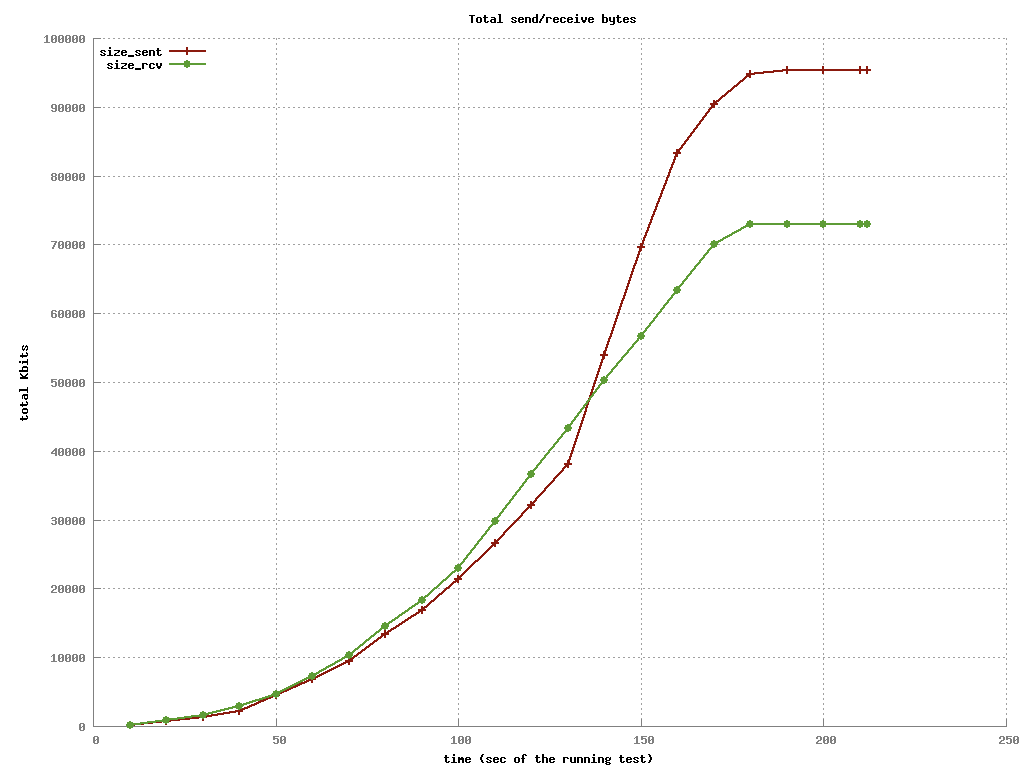 Total send/receive bytes
100000
size_sent
size_rcv
90000
80000
70000
60000
50000
40000
30000
20000
10000
0
total Kbits
0 50 100 150 200 250
time (sec of the running test)